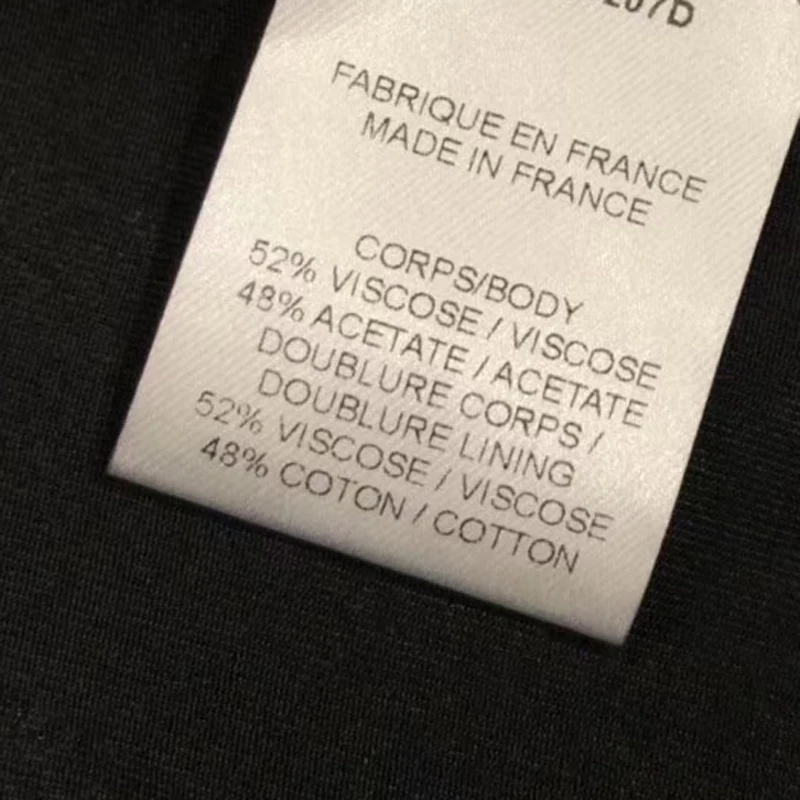 FABRIQUE EN FRANCE
MADE IN FRANCE
CORPS/BODY
52% VISCOSE / VISCOSE
48% ACETATE / ACETATE
DOUBLURE CORPS /
DOUBLURE LINING
52% VISCOSE / VISCOSE
48% COTON / COTTON